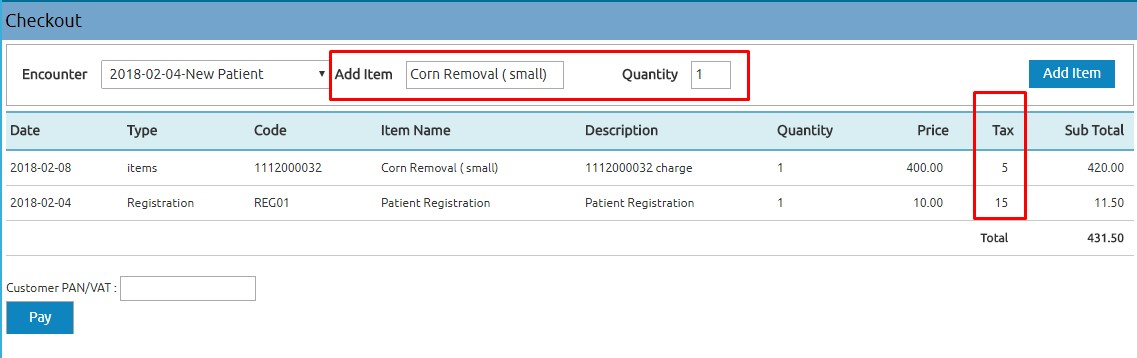 Checkout
Encounter 2018-02-04-New Patient Add Item Corn Removal ( small) Quantity 1 Add Item
Date Type Code Item Name Description Quantity Price Tax Sub Total
2018-02-08 items 1112000032 Corn Removal ( small) 1112000032 charge 1 400.00 5 420.00
2018-02-04 Registration REG01 Patient Registration Patient Registration 1 10.00 15 11.50
Total 431.50
Customer PAN/VAT :
Pay